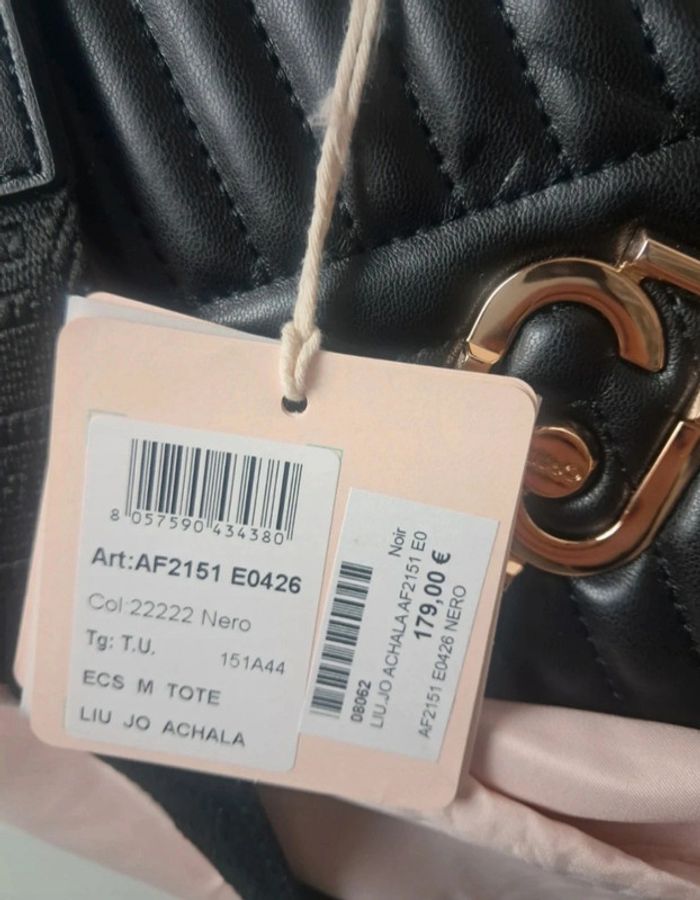 8 057590 434380
Art:AF2151 E0426
Col:22222 Nero
Tg: T.U.
151A44
ECS M TOTE
LIU JO ACHALA
08062
Noir
LIU.JO ACHALA AF2151 E0
179,00 €
AF2151 E0426 NERO